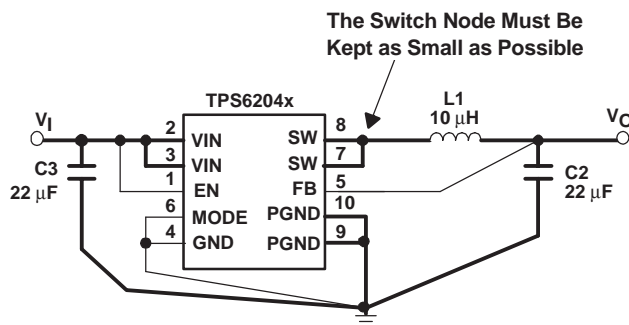 The Switch Node Must Be
Kept as Small as Possible
TPS6204x
L1
10 μH
VI
VO
2 VIN SW 8
3 VIN SW 7
1 EN FB 5
6 MODE PGND 10
4 GND PGND 9
C3
22 μF
C2
22 μF